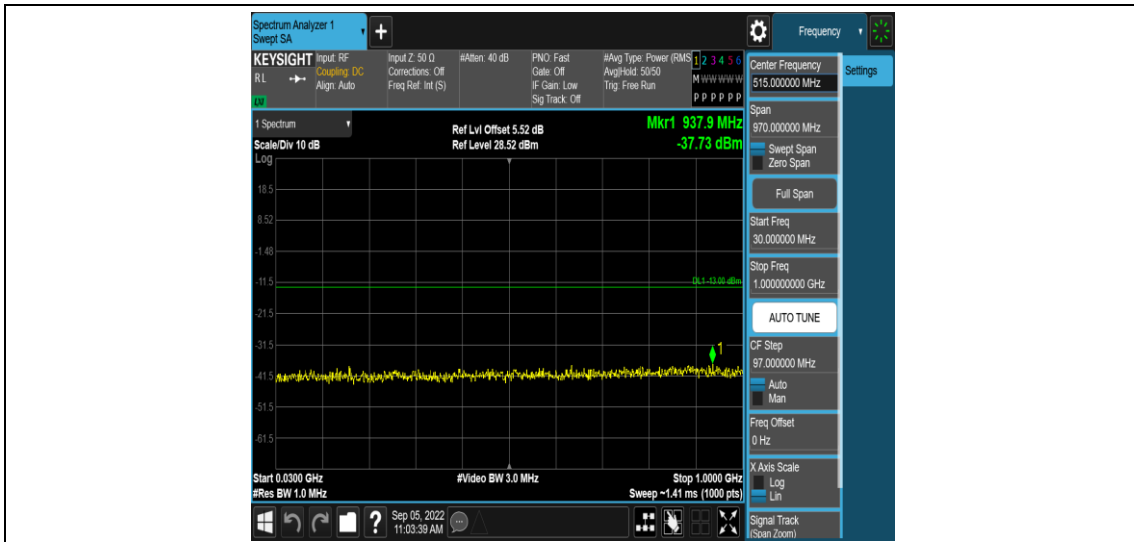 Spectrum Analyzer 1
Swept SA
+
Frequency
KEYSIGHT
RL
LXI
Input: RF
Coupling: DC
Align: Auto
Input Z: 50 Ω
Corrections: Off
Freq Ref: Int (S)
#Atten: 40 dB
PNO: Fast
Gate: Off
IF Gain: Low
Sig Track: Off
#Avg Type: Power (RMS
Avg|Hold: 50/50
Trig: Free Run
1 2 3 4 5 6
M W W W W W
P P P P P P
1 Spectrum
Scale/Div 10 dB
Log
Ref Lvl Offset 5.52 dB
Ref Level 28.52 dBm
Mkr1 937.9 MHz
-37.73 dBm
18.5
8.52
-1.48
-11.5
-21.5
-31.5
-41.5
-51.5
-61.5
DL1 -13.00 dBm
1
Start 0.0300 GHz
#Res BW 1.0 MHz
#Video BW 3.0 MHz
Stop 1.0000 GHz
Sweep ~1.41 ms (1000 pts)
Center Frequency
515.000000 MHz
Settings
Span
970.000000 MHz
Swept Span
Zero Span
Full Span
Start Freq
30.000000 MHz
Stop Freq
1.000000000 GHz
AUTO TUNE
CF Step
97.000000 MHz
Auto
Man
Freq Offset
0 Hz
X Axis Scale
Log
Lin
Signal Track
(Span Zoom)
?
Sep 05, 2022
11:03:39 AM